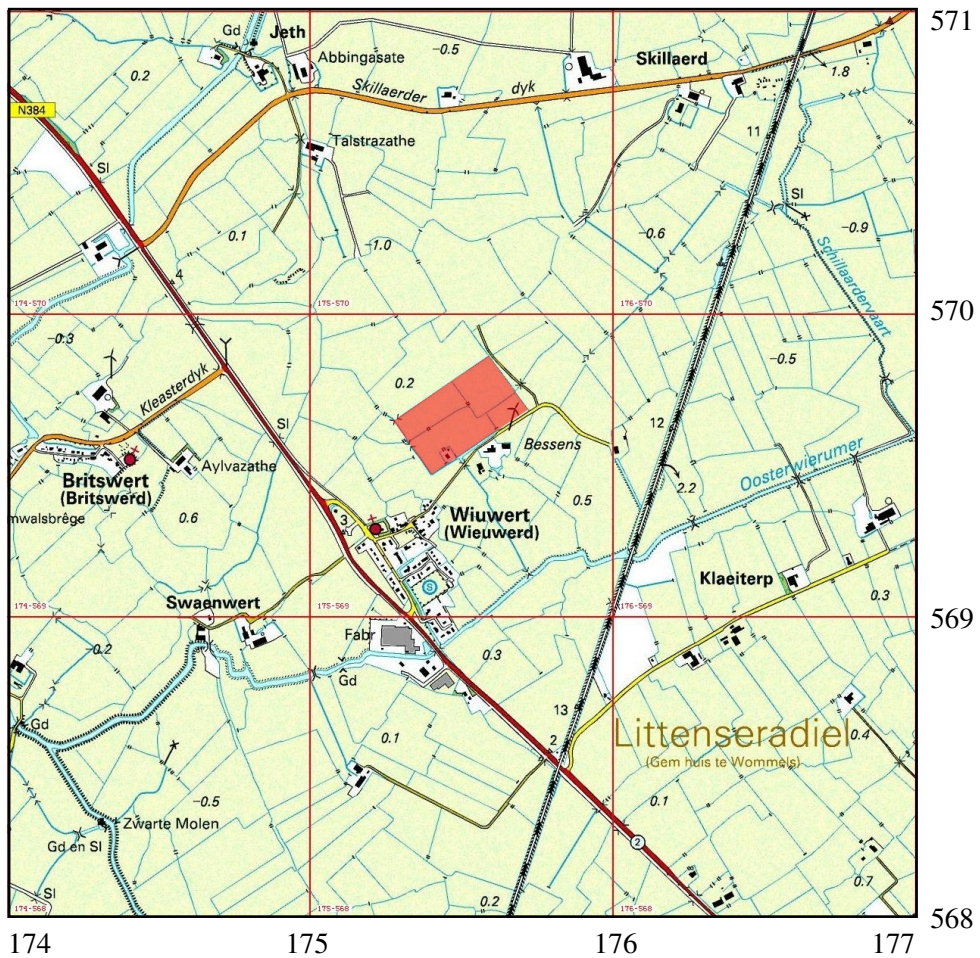 571
Gd
Jeth
-0.5
Abbingasate
Skillaerd
0.2
Skillaerder
dyk
1.8
N384
11
Talstrazathe
Sl
Sl
0.1
-1.0
-0.6
-0.9
4
Schillaardervaart
174-570
175-570
176-570
570
-0.3
-0.5
Kleasterdyk
0.2
Sl
12
Bessens
Britswert
(Britswerd)
Aylvazathe
2.2
Oosterwierumer
0.5
mwalsbrêge
0.6
3
Wiuwert
(Wieuwerd)
S
Klaeiterp
Swaenwert
0.3
174-569
175-569
176-569
569
Fabr
-0.2
0.3
Gd
13
Gd
2
Littenseradiel
(Gem huis te Wommels)
0.4
0.1
-0.5
0.1
Zwarte Molen
Gd en Sl
2
0.7
Sl
0.2
174-568
175-568
176-568
568
174
175
176
177